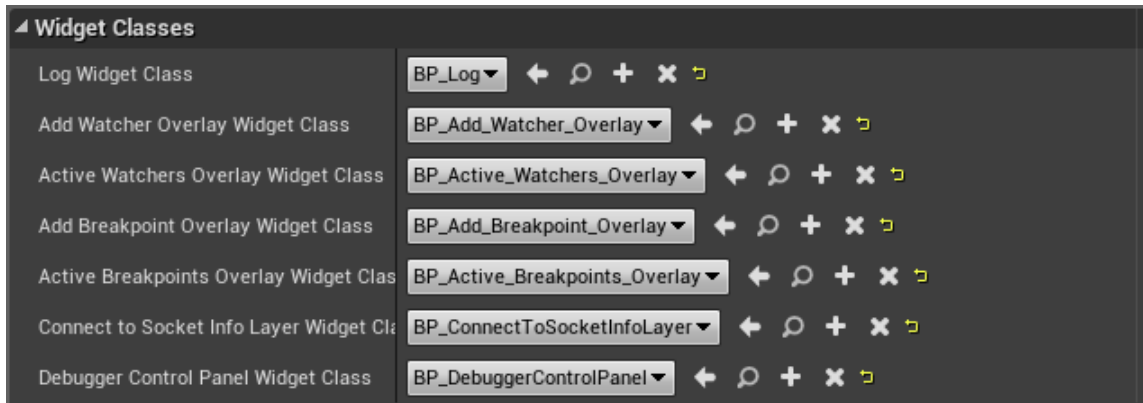 Widget Classes
Log Widget Class BP_Log
Add Watcher Overlay Widget Class BP_Add_Watcher_Overlay
Active Watchers Overlay Widget Class BP_Active_Watchers_Overlay
Add Breakpoint Overlay Widget Class BP_Add_Breakpoint_Overlay
Active Breakpoints Overlay Widget Clas BP_Active_Breakpoints_Overlay
Connect to Socket Info Layer Widget Cla BP_ConnectToSocketInfoLayer
Debugger Control Panel Widget Class BP_DebuggerControlPanel